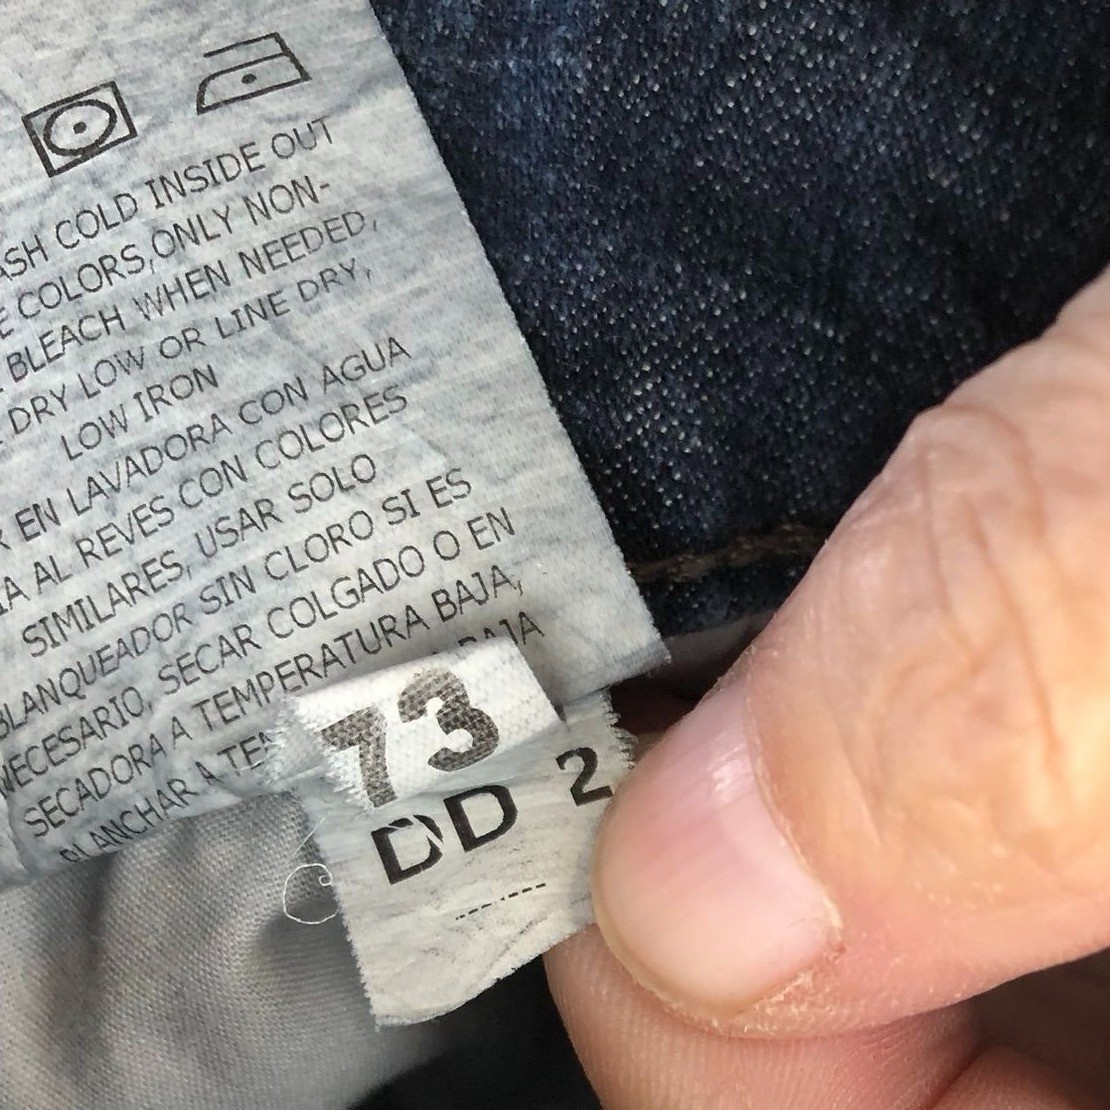 COLD INSIDE OUT
COLORS,ONLY NON-
BLEACH WHEN NEEDED,
DRY LOW OR LINE DRY,
LOW IRON
EN LAVADORA CON AGUA
AL REVES CON COLORES
SIMILARES, USAR SOLO
BLANQUEADOR SIN CLORO SI ES
NECESARIO, SECAR COLGADO O EN
SECADORA A TEMPERATURA BAJA,
PLANCHAR A BAJA
73
DD 2